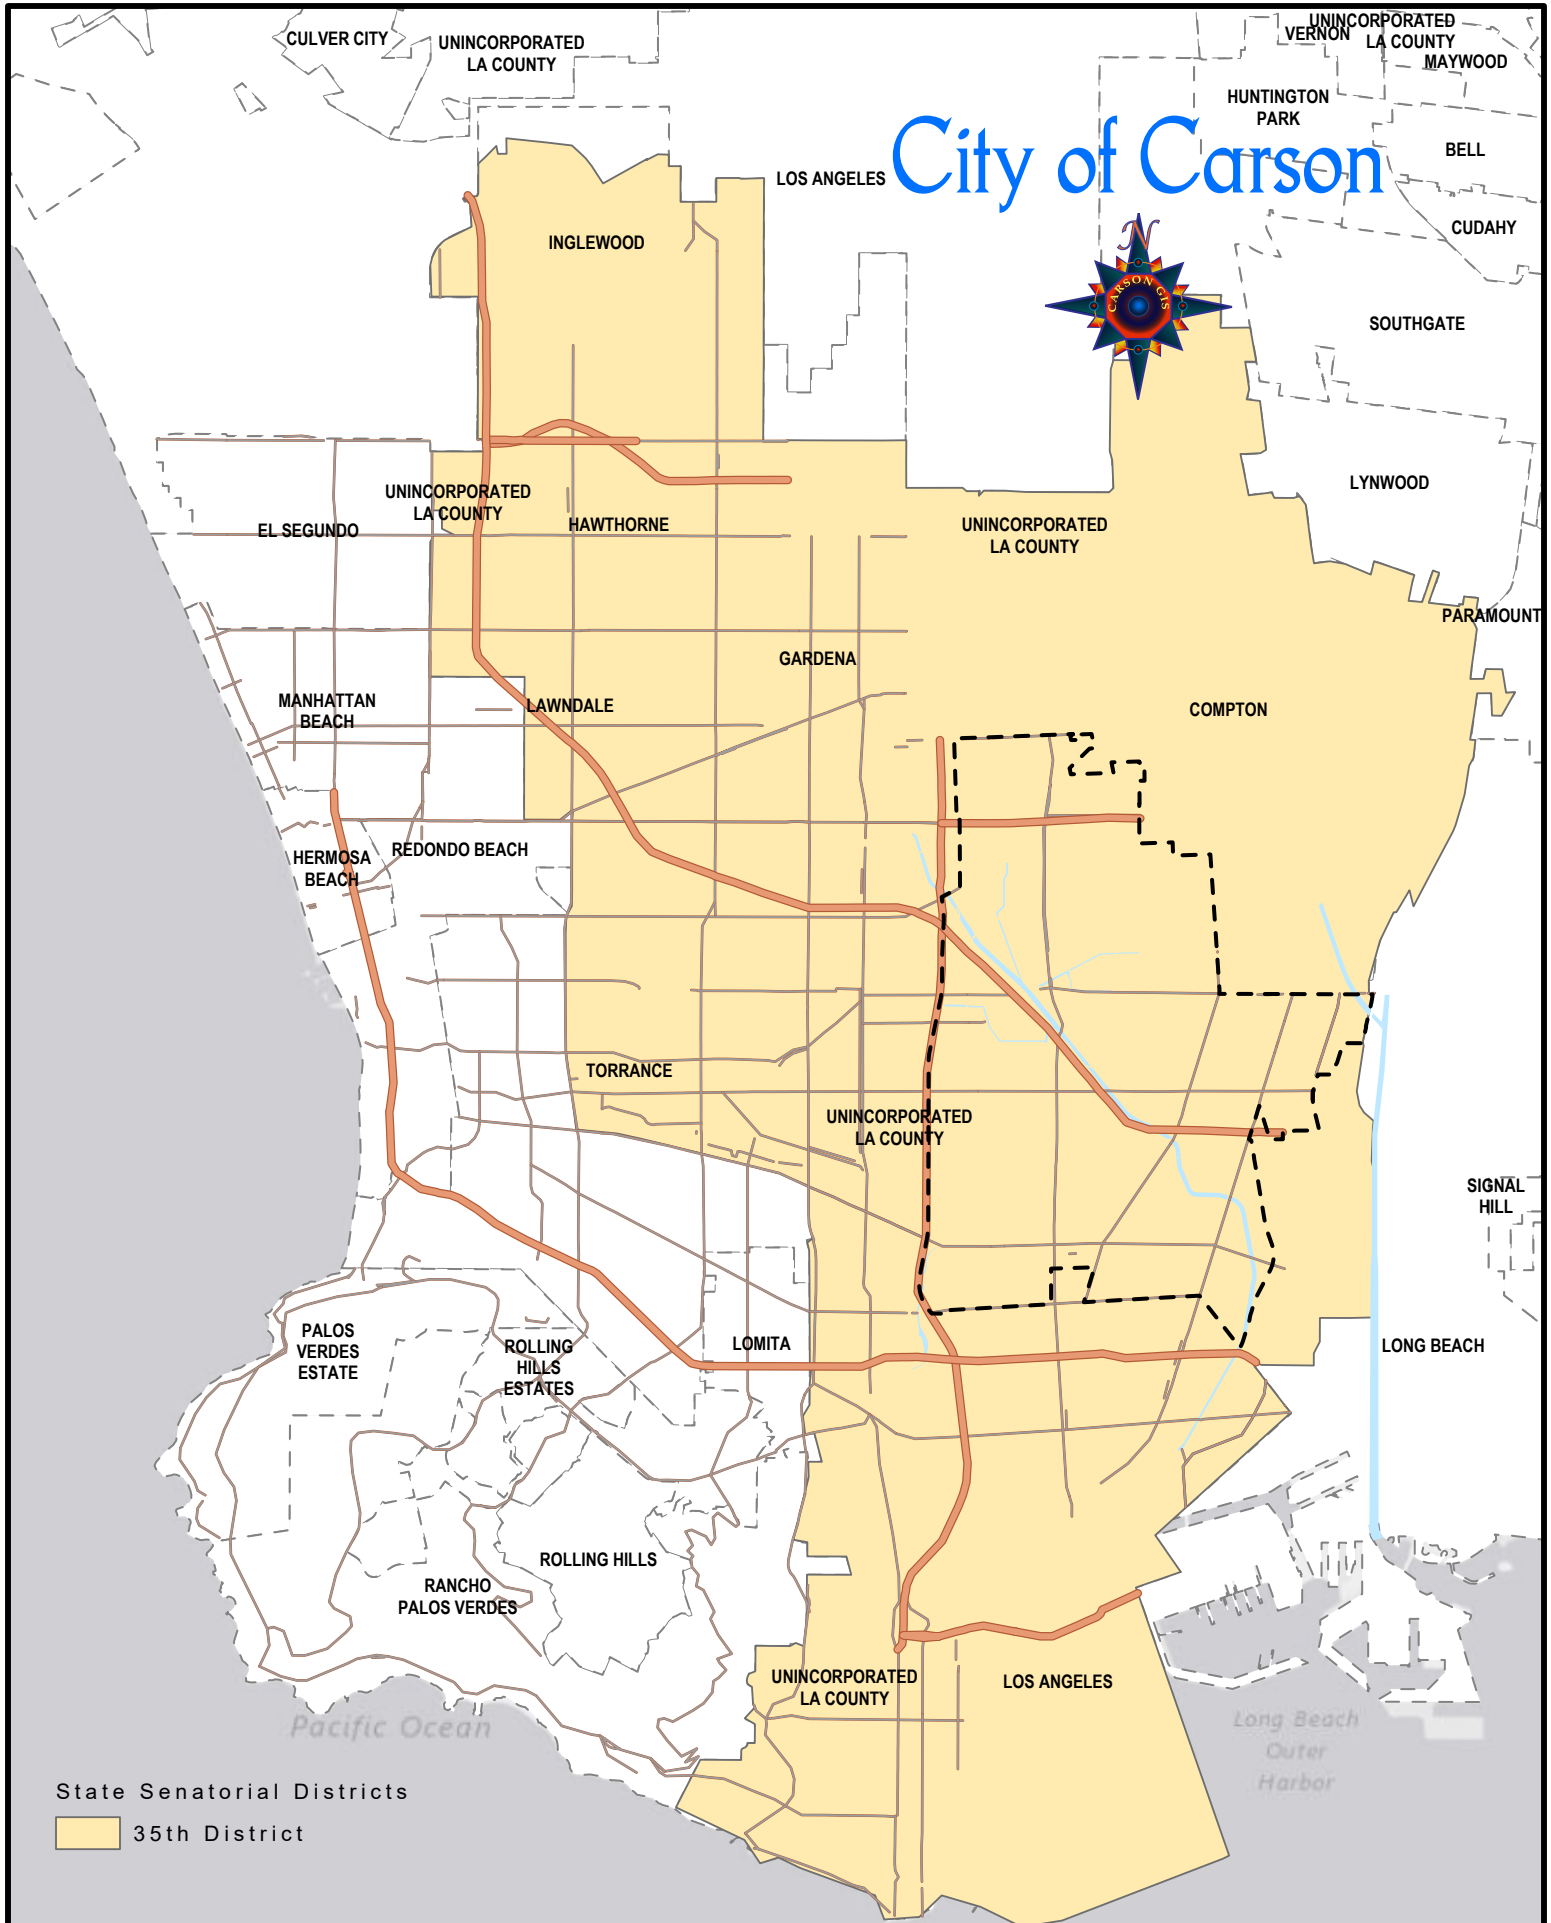 CULVER CITY
UNINCORPORATED
LA COUNTY
UNINCORPORATED
LA COUNTY
VERNON
MAYWOOD
HUNTINGTON
PARK
BELL
City of Carson
LOS ANGELES
CUDAHY
N
CARSON GIS
INGLEWOOD
SOUTHGATE
LYNWOOD
UNINCORPORATED
LA COUNTY
EL SEGUNDO
HAWTHORNE
UNINCORPORATED
LA COUNTY
PARAMOUNT
GARDENA
MANHATTAN
BEACH
LAWNDALE
COMPTON
HERMOSA
BEACH
REDONDO BEACH
TORRANCE
UNINCORPORATED
LA COUNTY
SIGNAL
HILL
PALOS
VERDES
ESTATE
ROLLING
HILLS
ESTATES
LOMITA
LONG BEACH
ROLLING HILLS
RANCHO
PALOS VERDES
UNINCORPORATED
LA COUNTY
LOS ANGELES
Pacific Ocean
Long Beach
Outer
Harbor
State Senatorial Districts
35th District